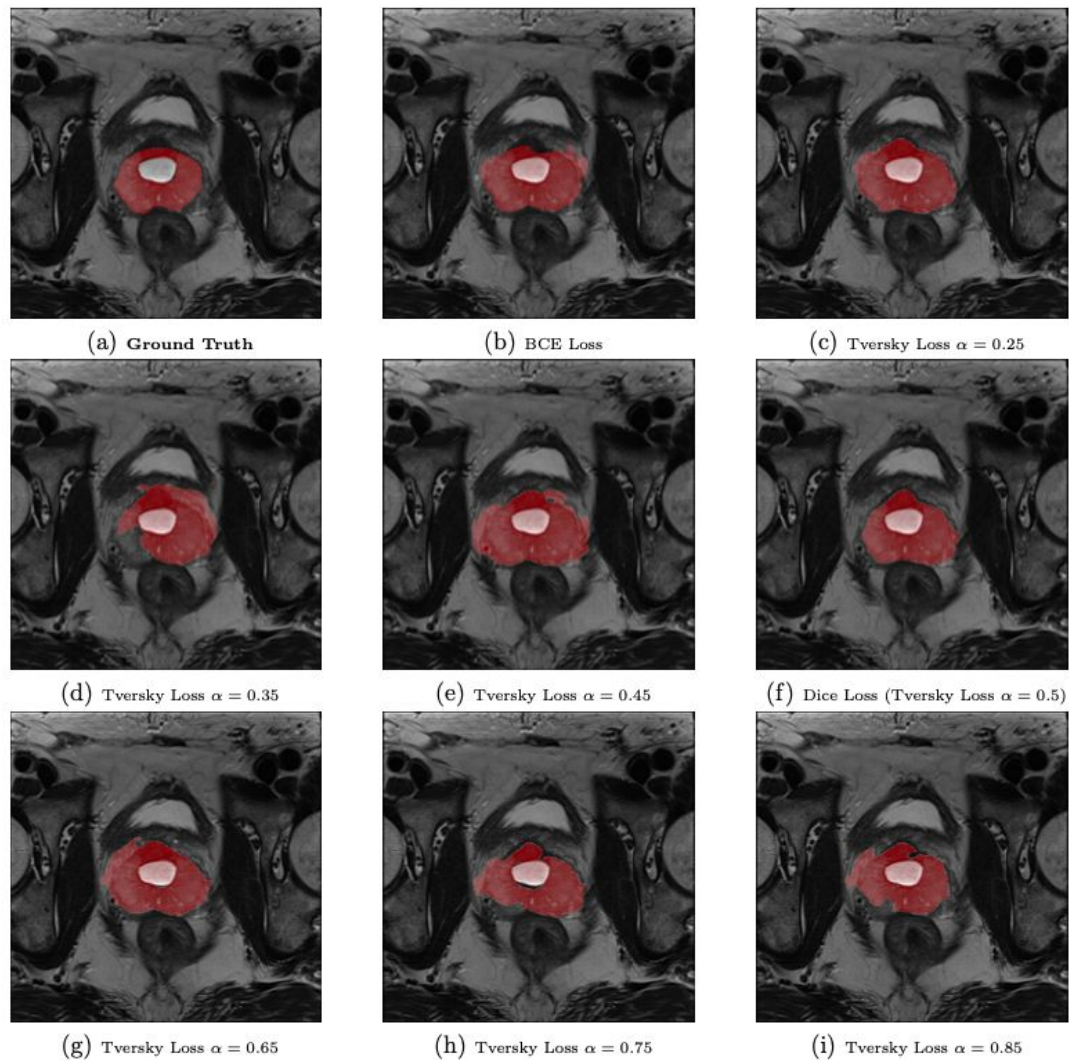 (a) Ground Truth
(b) BCE Loss
(c) Tversky Loss α = 0.25
(d) Tversky Loss α = 0.35
(e) Tversky Loss α = 0.45
(f) Dice Loss (Tversky Loss α = 0.5)
(g) Tversky Loss α = 0.65
(h) Tversky Loss α = 0.75
(i) Tversky Loss α = 0.85